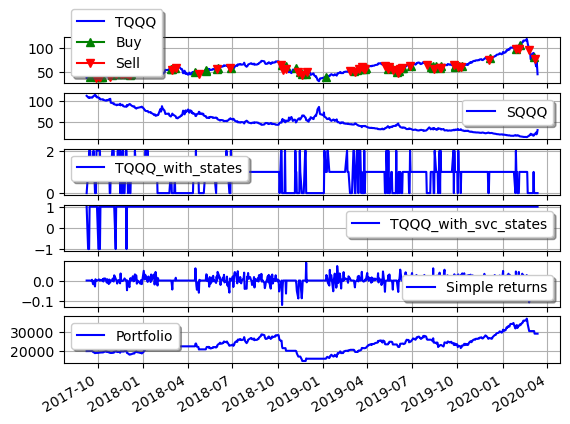 TQQQ
Buy
Sell
100
50
SQQQ
100
50
TQQQ_with_states
2
0
TQQQ_with_svc_states
1
0
−1
Simple returns
0.0
−0.1
Portfolio
30000
20000
2017-10 2018-01 2018-04 2018-07 2018-10 2019-01 2019-04 2019-07 2019-10 2020-01 2020-04